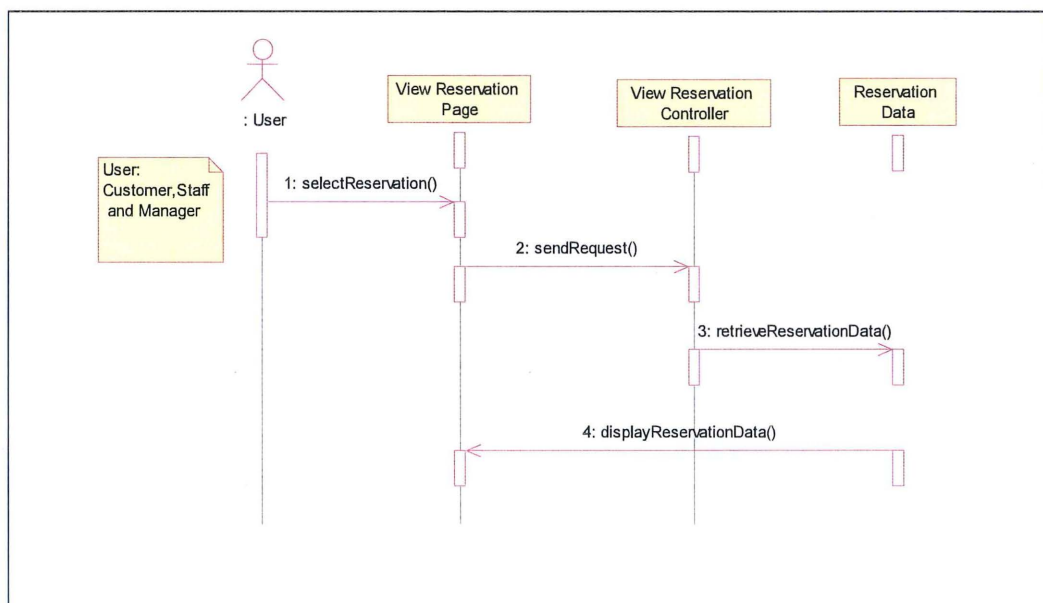 : User
View Reservation
Page
View Reservation
Controller
Reservation
Data
User:
Customer,Staff
and Manager
1: selectReservation()
2: sendRequest()
3: retrieveReservationData()
4: displayReservationData()